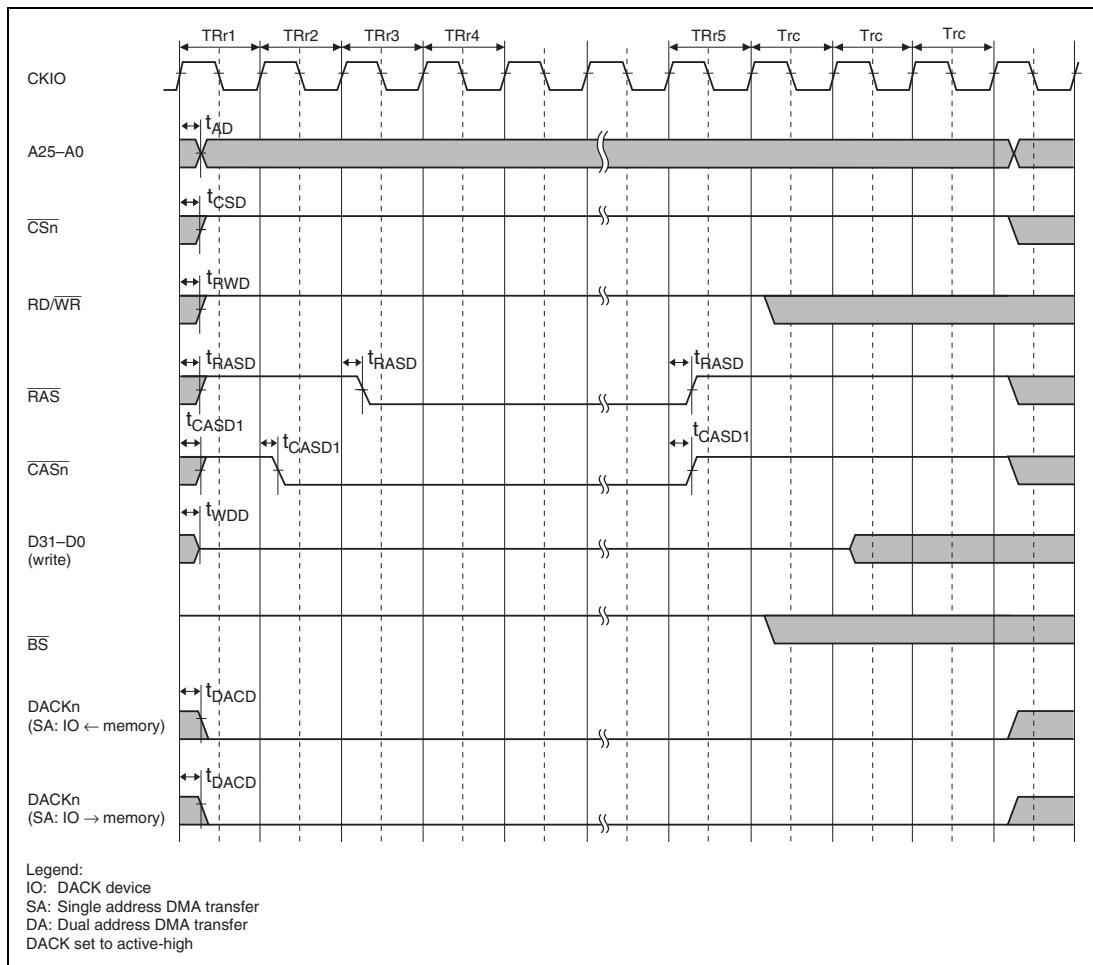 TRr1 TRr2 TRr3 TRr4 TRr5 Trc Trc Trc
CKIO
tAD
A25–A0
tCSD
CSn
tRWD
RD/WR
tRASD tRASD tRASD
RAS
tCASD1 tCASD1 tCASD1
CASn
tWDD
D31–D0
(write)
BS
tDACD
DACKn
(SA: IO ← memory)
tDACD
DACKn
(SA: IO → memory)
Legend:
IO: DACK device
SA: Single address DMA transfer
DA: Dual address DMA transfer
DACK set to active-high